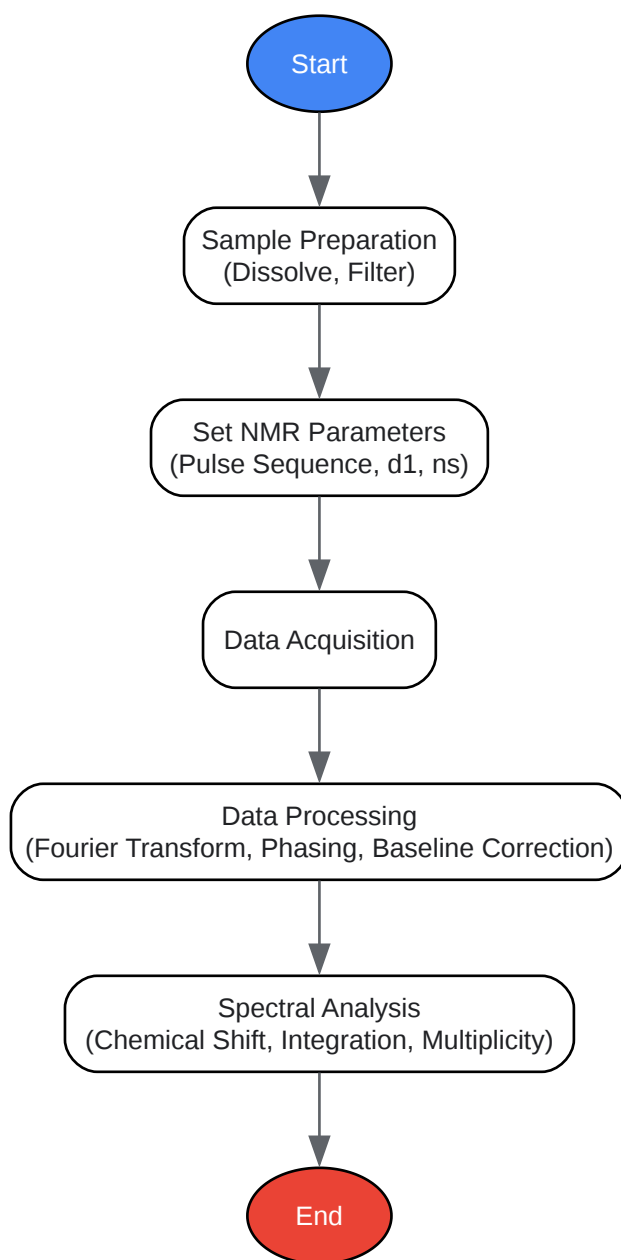 Start
Sample Preparation
(Dissolve, Filter)
Set NMR Parameters
(Pulse Sequence, d1, ns)
Data Acquisition
Data Processing
(Fourier Transform, Phasing, Baseline Correction)
Spectral Analysis
(Chemical Shift, Integration, Multiplicity)
End